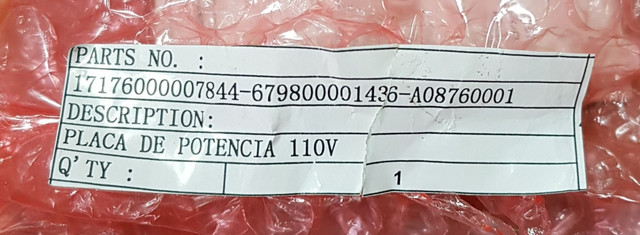 PARTS NO. :
17176000007844-679800001436-A08760001
DESCRIPTION:
PLACA DE POTENCIA 110V
Q'TY : 1